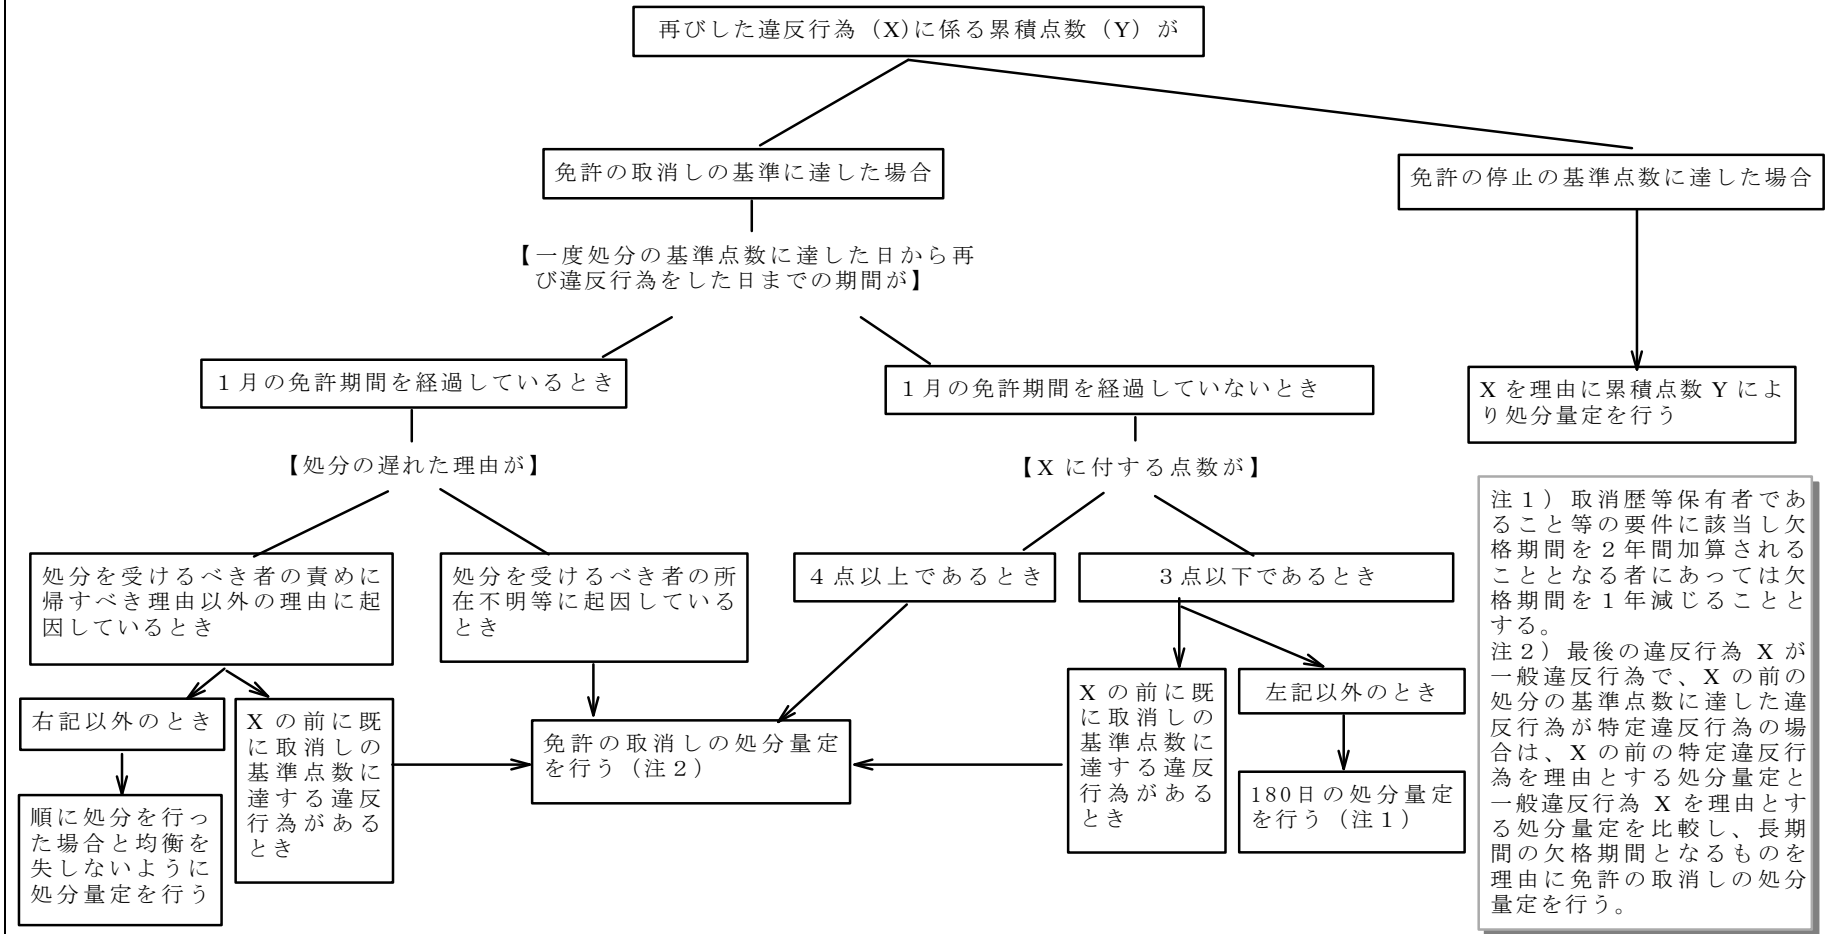 再びした違反行為（X)に係る累積点数（Y）が
免許の取消しの基準に達した場合
免許の停止の基準点数に達した場合
【一度処分の基準点数に達した日から再
び違反行為をした日までの期間が】
１月の免許期間を経過しているとき
１月の免許期間を経過していないとき
X を理由に累積点数 Y によ
り処分量定を行う
【処分の遅れた理由が】
【X に付する点数が】
処分を受けるべき者の責めに
帰すべき理由以外の理由に起
因しているとき
処分を受けるべき者の所
在不明等に起因している
とき
４点以上であるとき
３点以下であるとき
右記以外のとき
X の前に既
に取消しの
基準点数に
達する違反
行為がある
とき
免許の取消しの処分量定
を行う（注２）
X の前に既
に取消しの
基準点数に
達する違反
行為がある
とき
左記以外のとき
順に処分を行っ
た場合と均衡を
失しないように
処分量定を行う
180日の処分量定
を行う（注１）
注１）取消歴等保有者であ
ること等の要件に該当し欠
格期間を２年間加算される
こととなる者にあっては欠
格期間を１年減じることと
する。
注２）最後の違反行為 X が
一般違反行為で、X の前の
処分の基準点数に達した違
反行為が特定違反行為の場
合は、X の前の特定違反行
為を理由とする処分量定と
一般違反行為 X を理由とす
る処分量定を比較し、長期
間の欠格期間となるものを
理由に免許の取消しの処分
量定を行う。